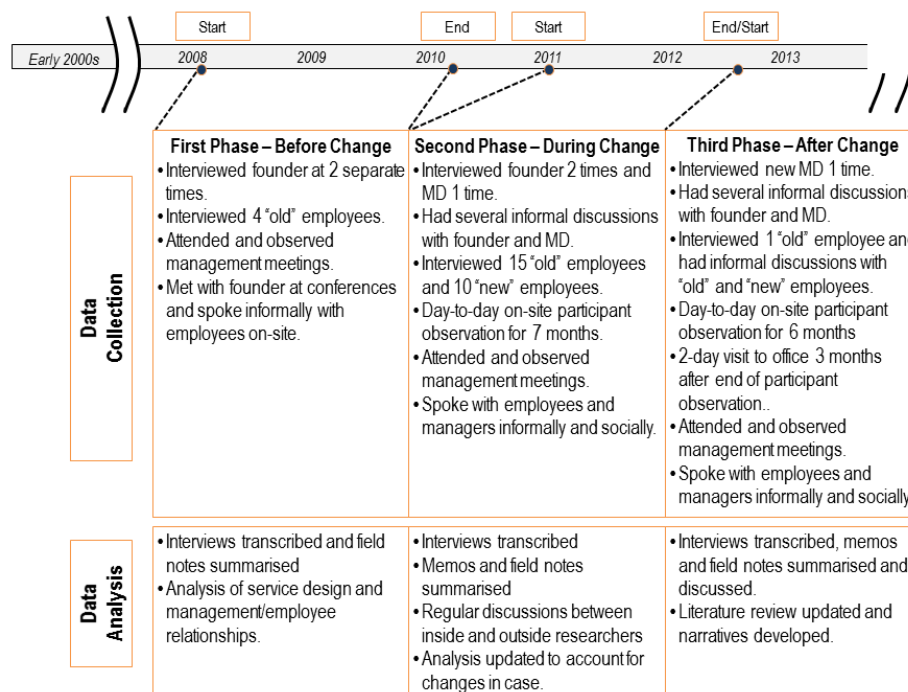 Start
End
Start
End/Start
Early 2000s
2008
2009
2010
2011
2012
2013
Data
Collection
First Phase – Before Change
•Interviewed founder at 2 separate
times.
•Interviewed 4 "old" employees.
•Attended and observed
management meetings.
•Met with founder at conferences
and spoke informally with
employees on-site.
Second Phase – During Change
•Interviewed founder 2 times and
MD 1 time.
•Had several informal discussions
with founder and MD.
•Interviewed 15 "old" employees
and 10 "new" employees.
•Day-to-day on-site participant
observation for 7 months.
•Attended and observed
management meetings.
•Spoke with employees and
managers informally and socially.
Third Phase – After Change
•Interviewed new MD 1 time.
•Had several informal discussions
with founder and MD.
•Interviewed 1 "old" employee and
had informal discussions with
"old" and "new" employees.
•Day-to-day on-site participant
observation for 6 months
•2-day visit to office 3 months
after end of participant
observation..
•Attended and observed
management meetings.
•Spoke with employees and
managers informally and socially
Data
Analysis
•Interviews transcribed and field
notes summarised
•Analysis of service design and
management/employee
relationships.
•Interviews transcribed
•Memos and field notes
summarised
•Regular discussions between
inside and outside researchers
•Analysis updated to account for
changes in case.
•Interviews transcribed, memos
and field notes summarised and
discussed.
•Literature review updated and
narratives developed.